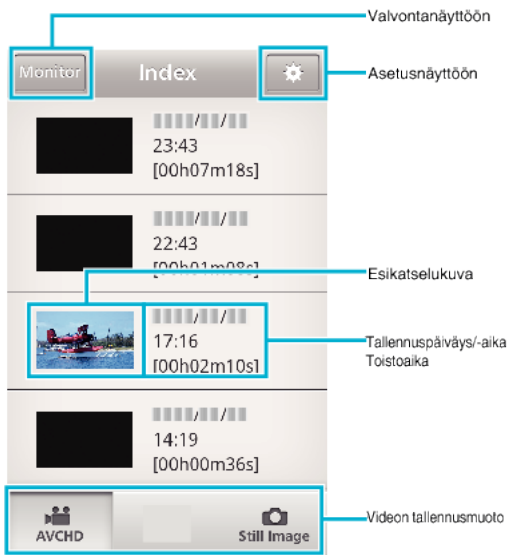 Valvontanäyttöön
Monitor
Index
Asetusnäyttöön
23:43
[00h07m18s]
22:43
[00h01m08s]
Esikatselukuva
17:16
[00h02m10s]
Tallennuspäiväys/-aika
Toistoaika
14:19
[00h00m36s]
AVCHD
Still Image
Videon tallennusmuoto